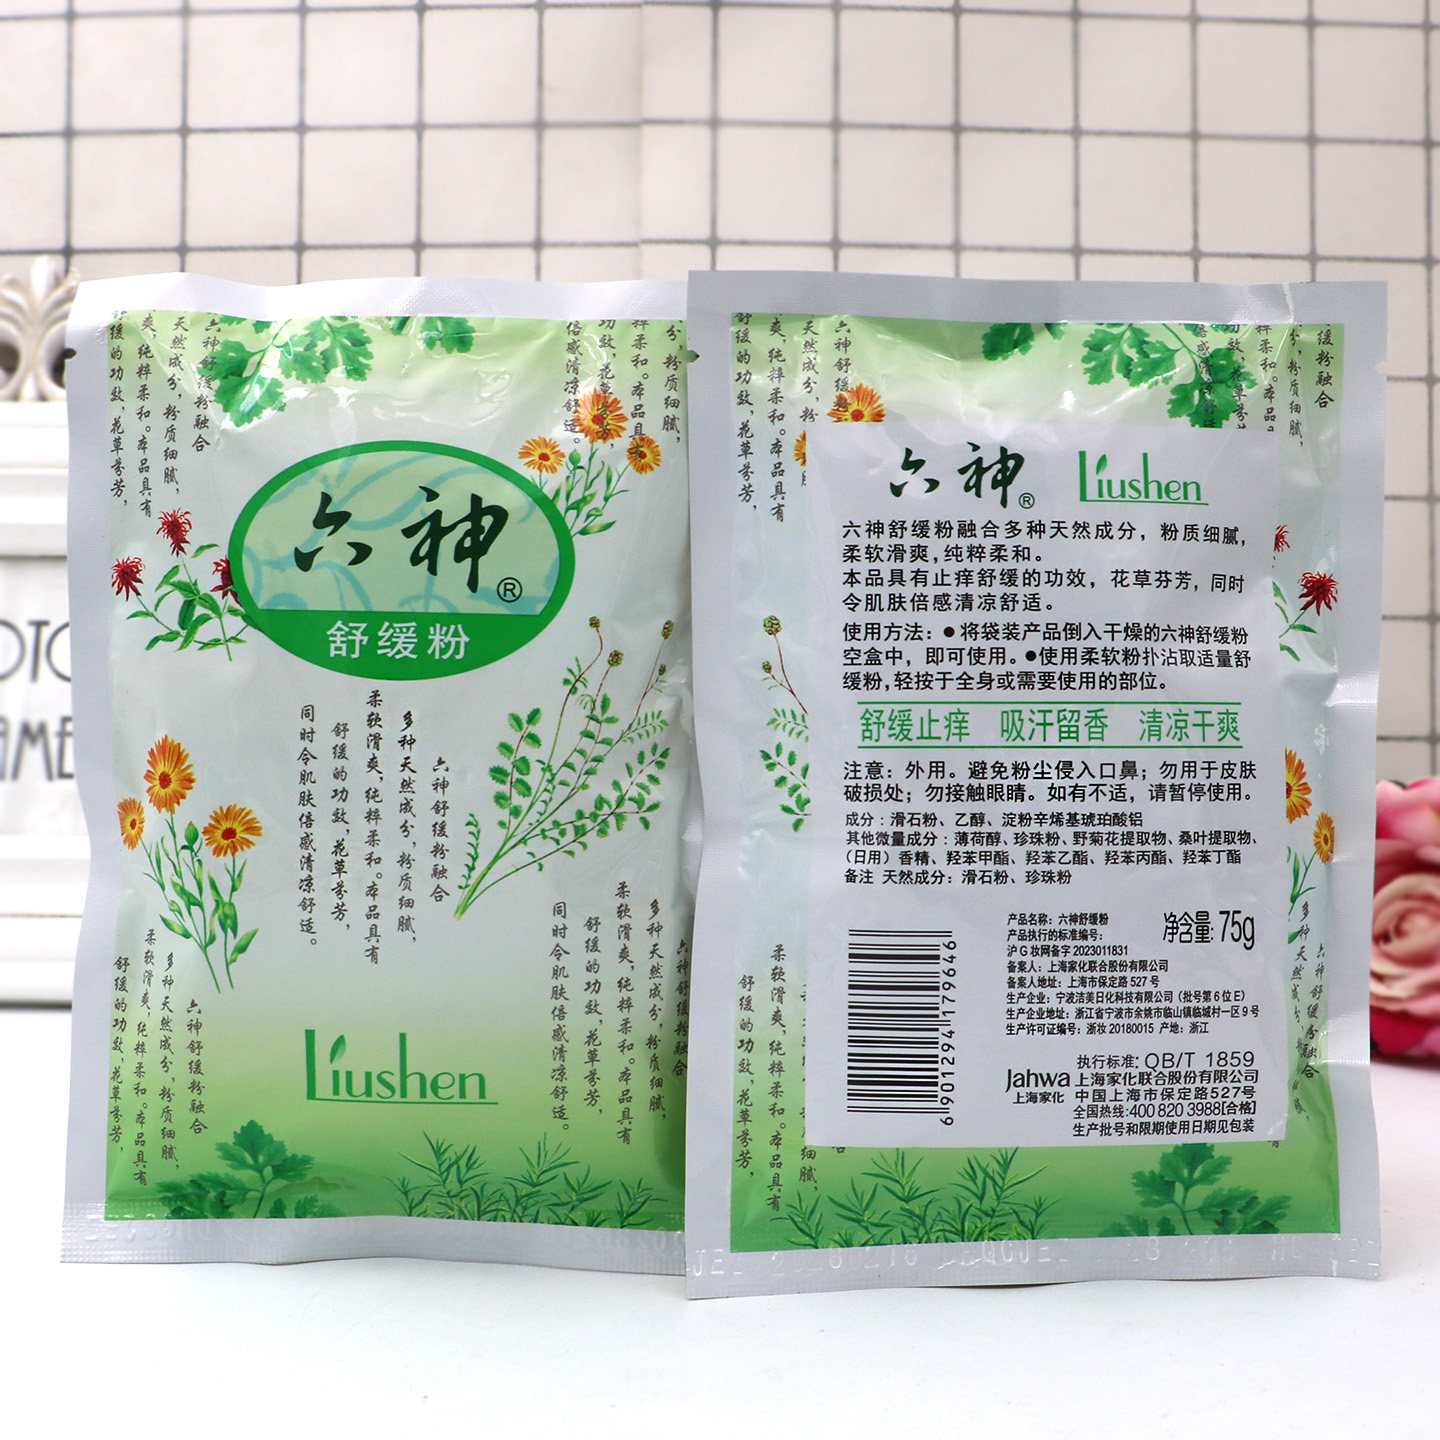 六神®
舒缓粉
六神舒缓粉融合
多种天然成分，粉质细腻，
柔软滑爽，纯粹柔和。本品具有
舒缓的功效，花草芬芳，
同时令肌肤倍感清凉舒适。
Liushen
六神® Liushen
六神舒缓粉融合多种天然成分，粉质细腻，
柔软滑爽，纯粹柔和。
本品具有止痒舒缓的功效，花草芬芳，同时
令肌肤倍感清凉舒适。
使用方法：●将袋装产品倒入干燥的六神舒缓粉
空盒中，即可使用。●使用柔软粉扑沾取适量舒
缓粉，轻按于全身或需要使用的部位。
舒缓止痒 吸汗留香 清凉干爽
注意：外用。避免粉尘侵入口鼻；勿用于皮肤
破损处；勿接触眼睛。如有不适，请暂停使用。
成分：滑石粉、乙醇、淀粉辛烯基琥珀酸铝
其他微量成分：薄荷醇、珍珠粉、野菊花提取物、桑叶提取物、
（日用）香精、羟苯甲酯、羟苯乙酯、羟苯丙酯、羟苯丁酯
备注 天然成分：滑石粉、珍珠粉
产品名称：六神舒缓粉
产品执行的标准编号：
沪G妆网备字2023011831
净含量：75g
备案人：上海家化联合股份有限公司
备案人地址：上海市保定路527号
生产企业：宁波洁美日化科技有限公司（批号第6位E）
生产企业地址：浙江省宁波市余姚市临山镇临城村一区9号
生产许可证编号：浙妆20180015 产地：浙江
6901294179646
执行标准：QB/T 1859
Jahwa 上海家化联合股份有限公司
上海家化 中国上海市保定路527号
全国热线：400 820 3988[合格]
生产批号和限期使用日期见包装